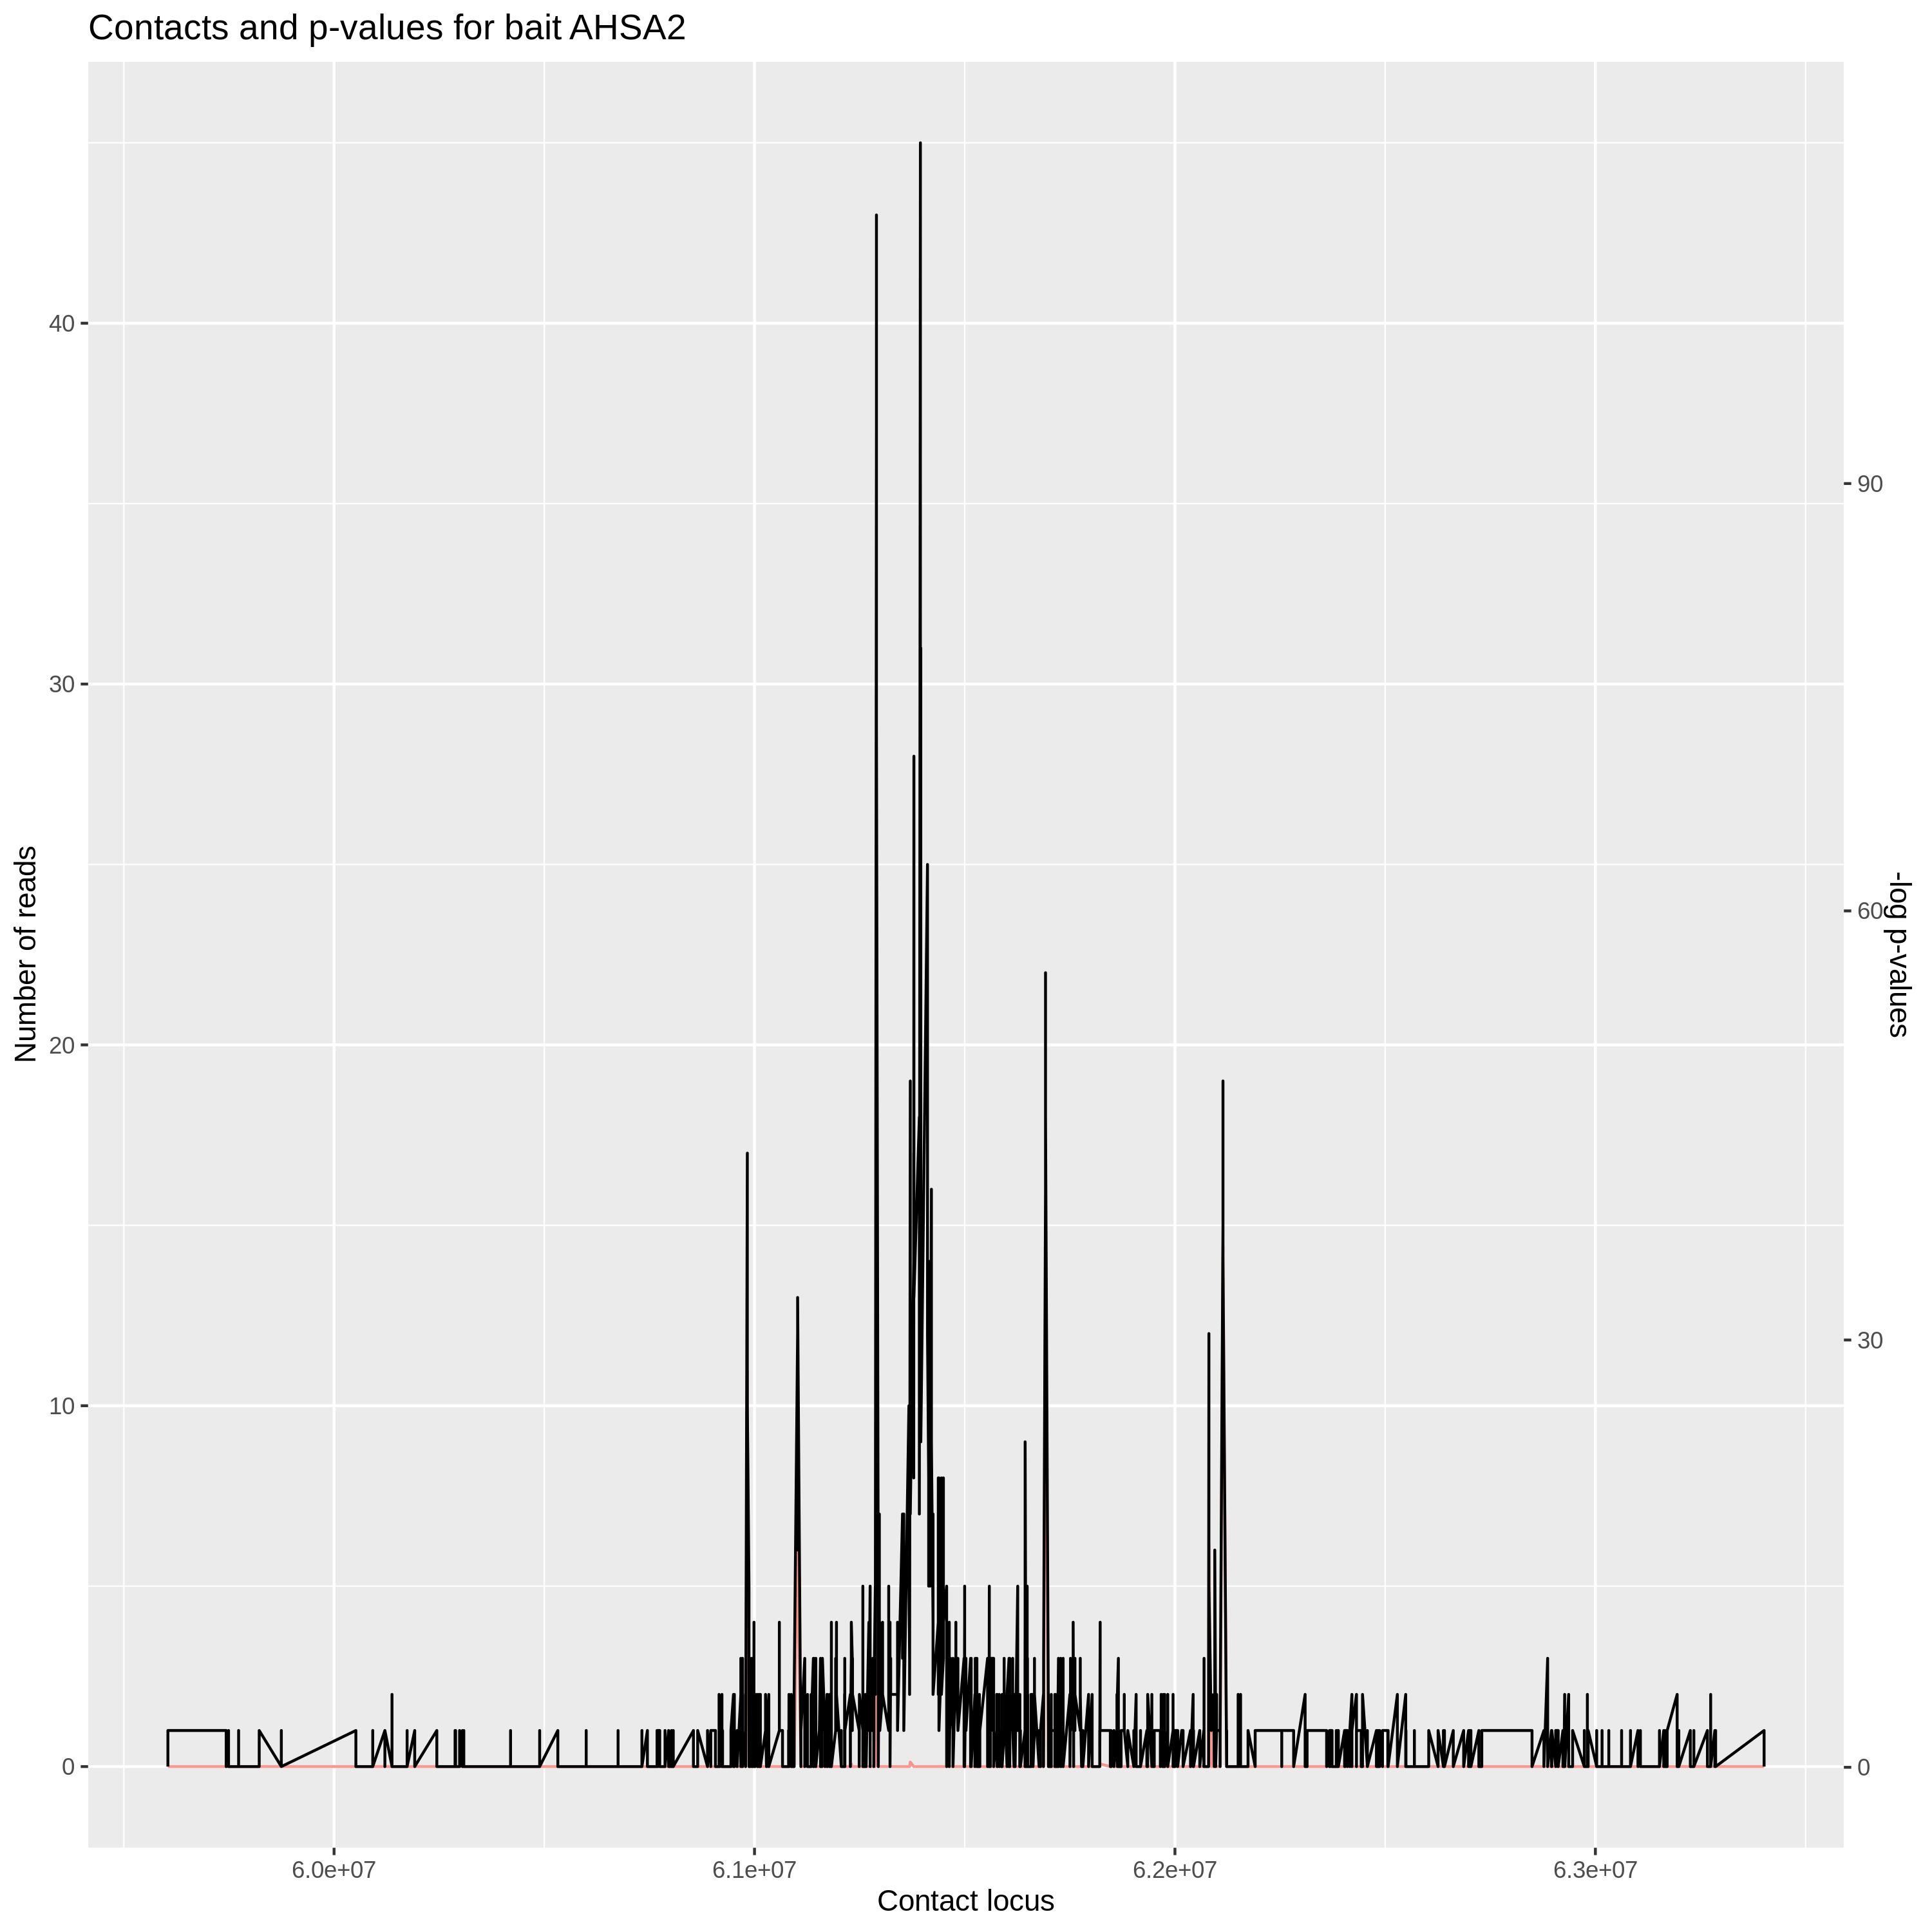 Contacts and p-values for bait AHSA2
Number of reads
40
30
20
10
0
90
60
30
0
-log p-values
6.0e+07 6.1e+07 6.2e+07 6.3e+07
Contact locus